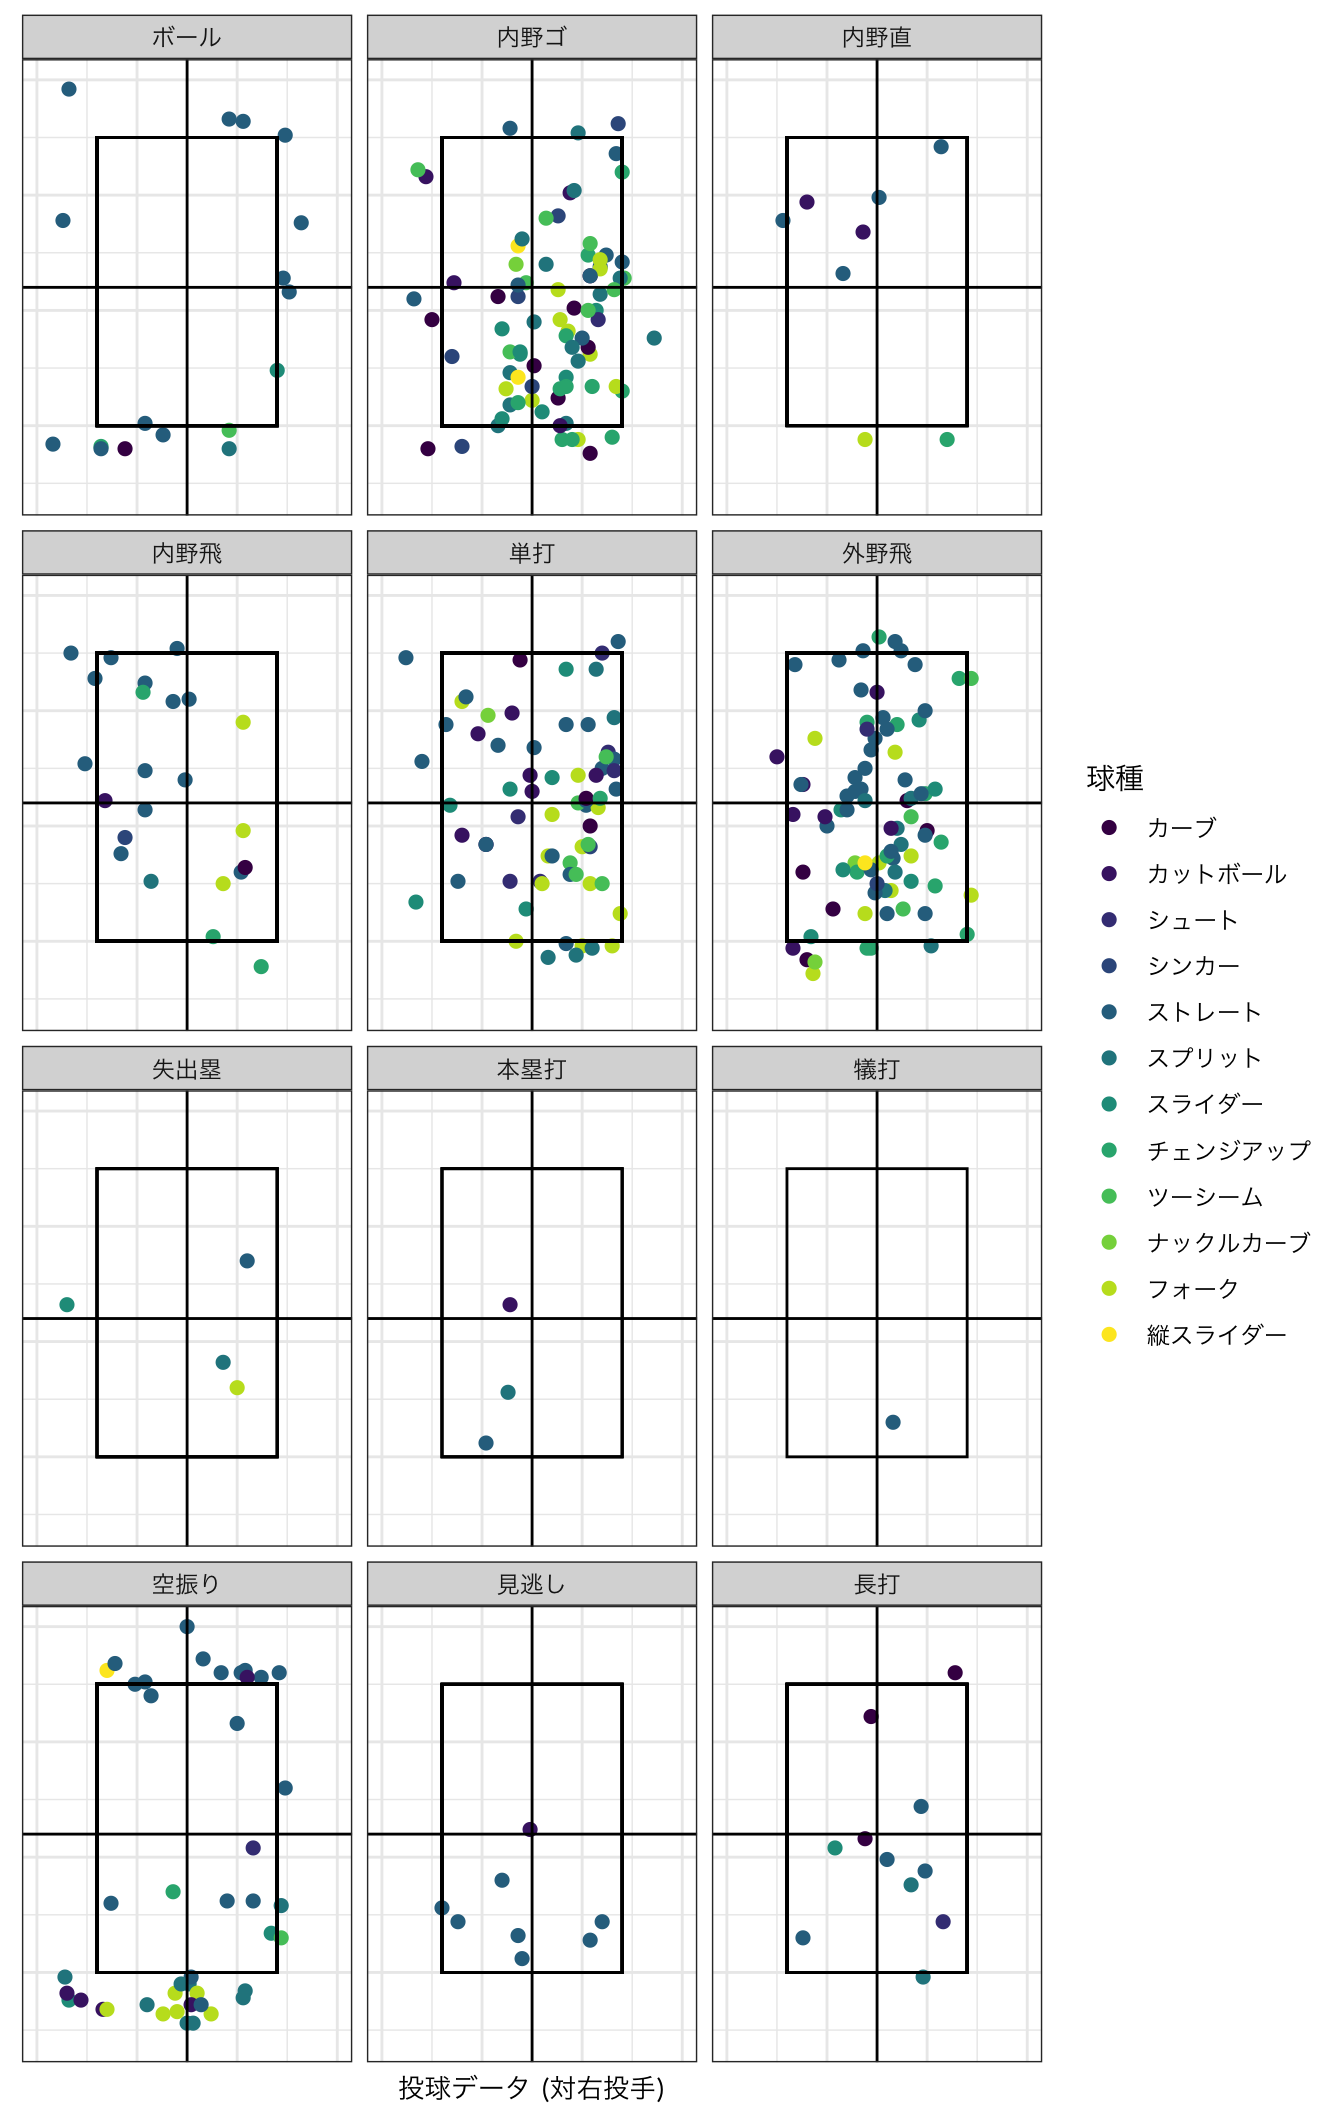 ボール
内野ゴ
内野直
内野飛
単打
外野飛
失出塁
本塁打
犠打
空振り
見逃し
長打
投球データ (対右投手)
球種
カーブ
カットボール
シュート
シンカー
ストレート
スプリット
スライダー
チェンジアップ
ツーシーム
ナックルカーブ
フォーク
縦スライダー